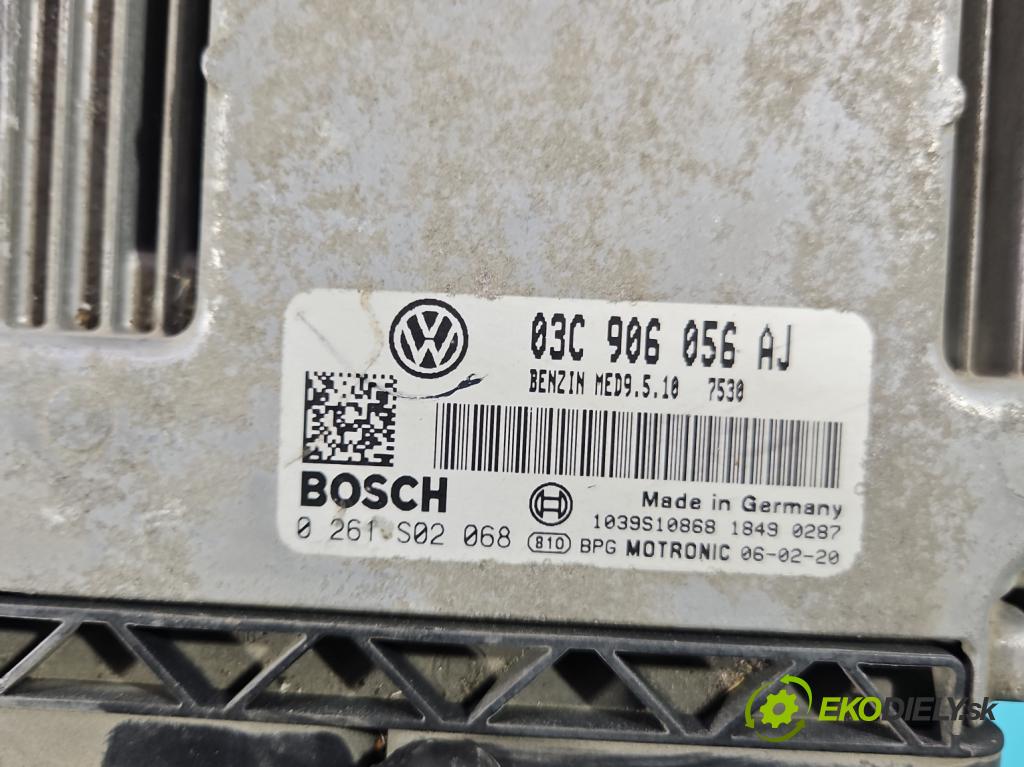 03C 906 056 AJ
BENZIN MED9.5.10 7530
BOSCH
Made in Germany
1039S10868 1849 0287
0 261 S02 068
810 BPG MOTRONIC 06-02-20
EKODIELY.sk